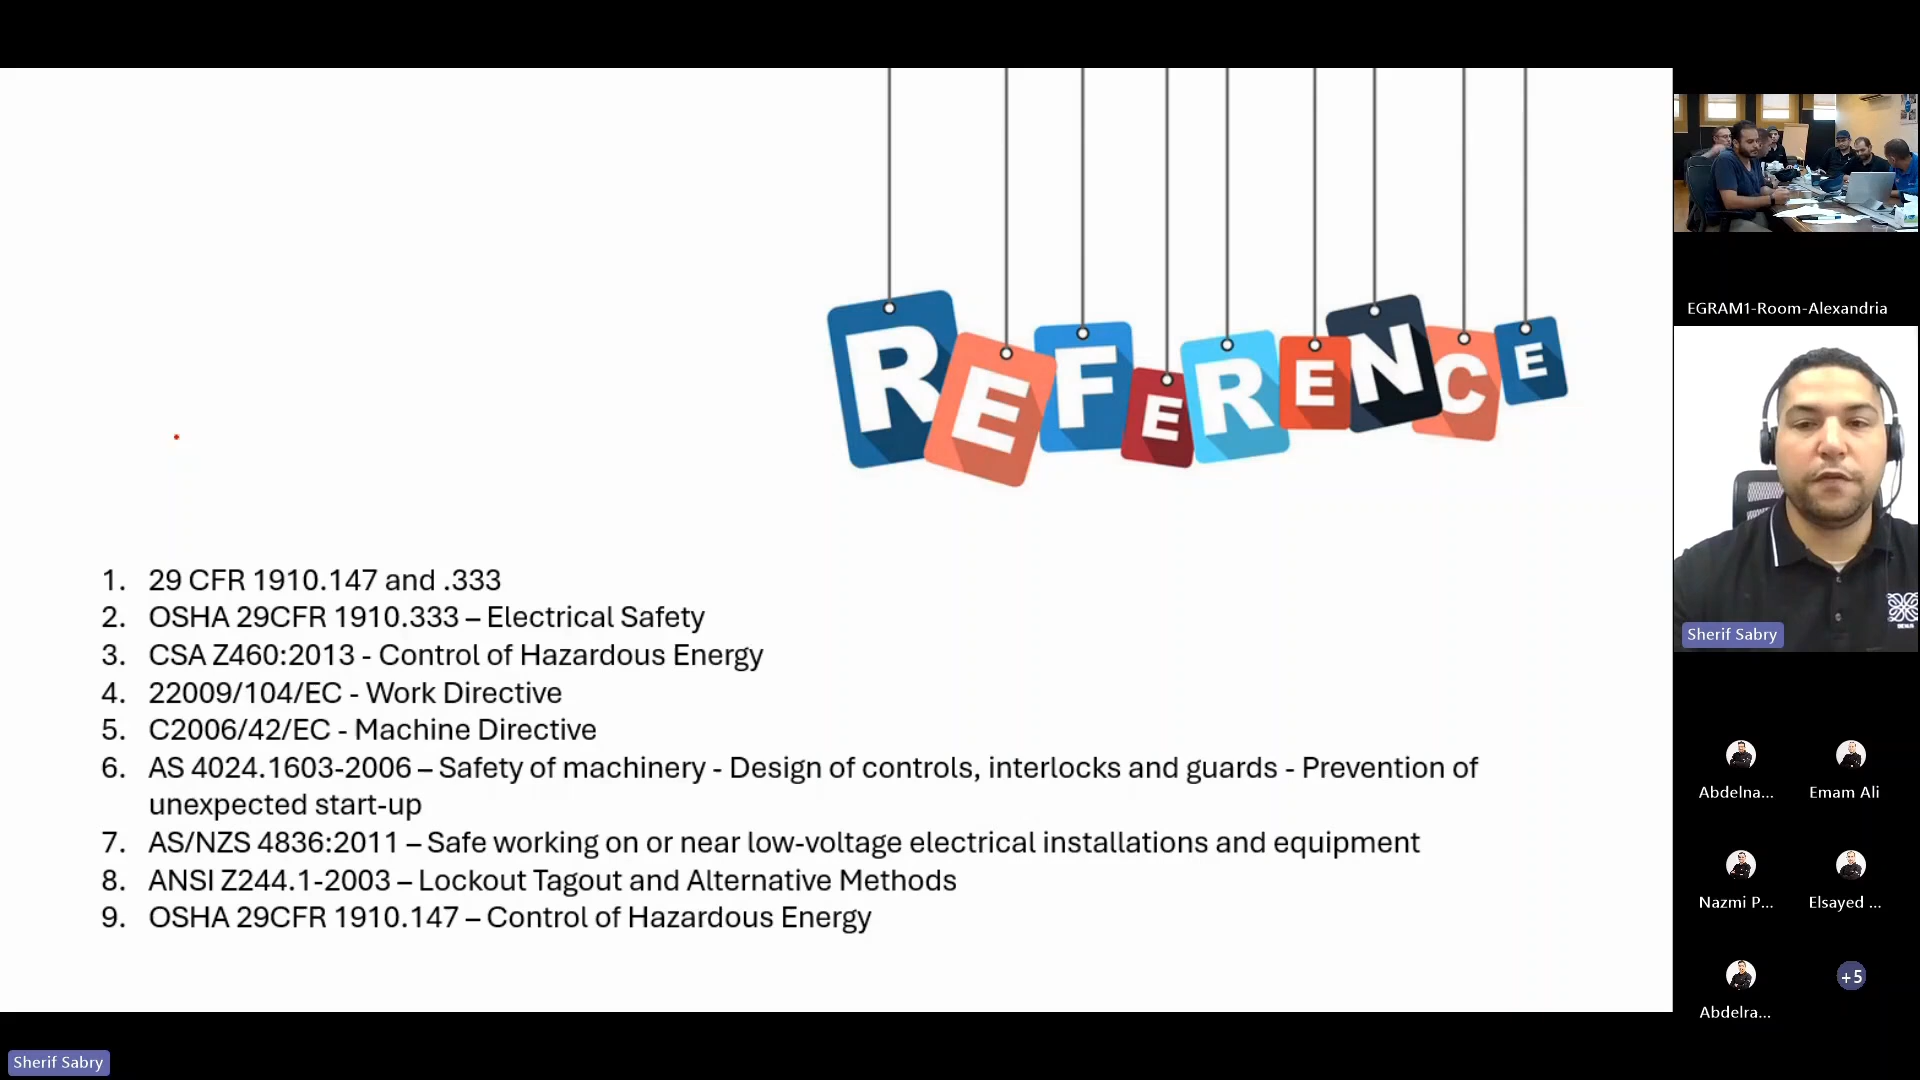 REFERENCE
1. 29 CFR 1910.147 and .333
2. OSHA 29CFR 1910.333 – Electrical Safety
3. CSA Z460:2013 - Control of Hazardous Energy
4. 22009/104/EC - Work Directive
5. C2006/42/EC - Machine Directive
6. AS 4024.1603-2006 – Safety of machinery - Design of controls, interlocks and guards - Prevention of
unexpected start-up
7. AS/NZS 4836:2011 – Safe working on or near low-voltage electrical installations and equipment
8. ANSI Z244.1-2003 – Lockout Tagout and Alternative Methods
9. OSHA 29CFR 1910.147 – Control of Hazardous Energy
EGRAM1-Room-Alexandria
Sherif Sabry
Abdelna...
Emam Ali
Nazmi P...
Elsayed ...
Abdelra...
+5
Sherif Sabry